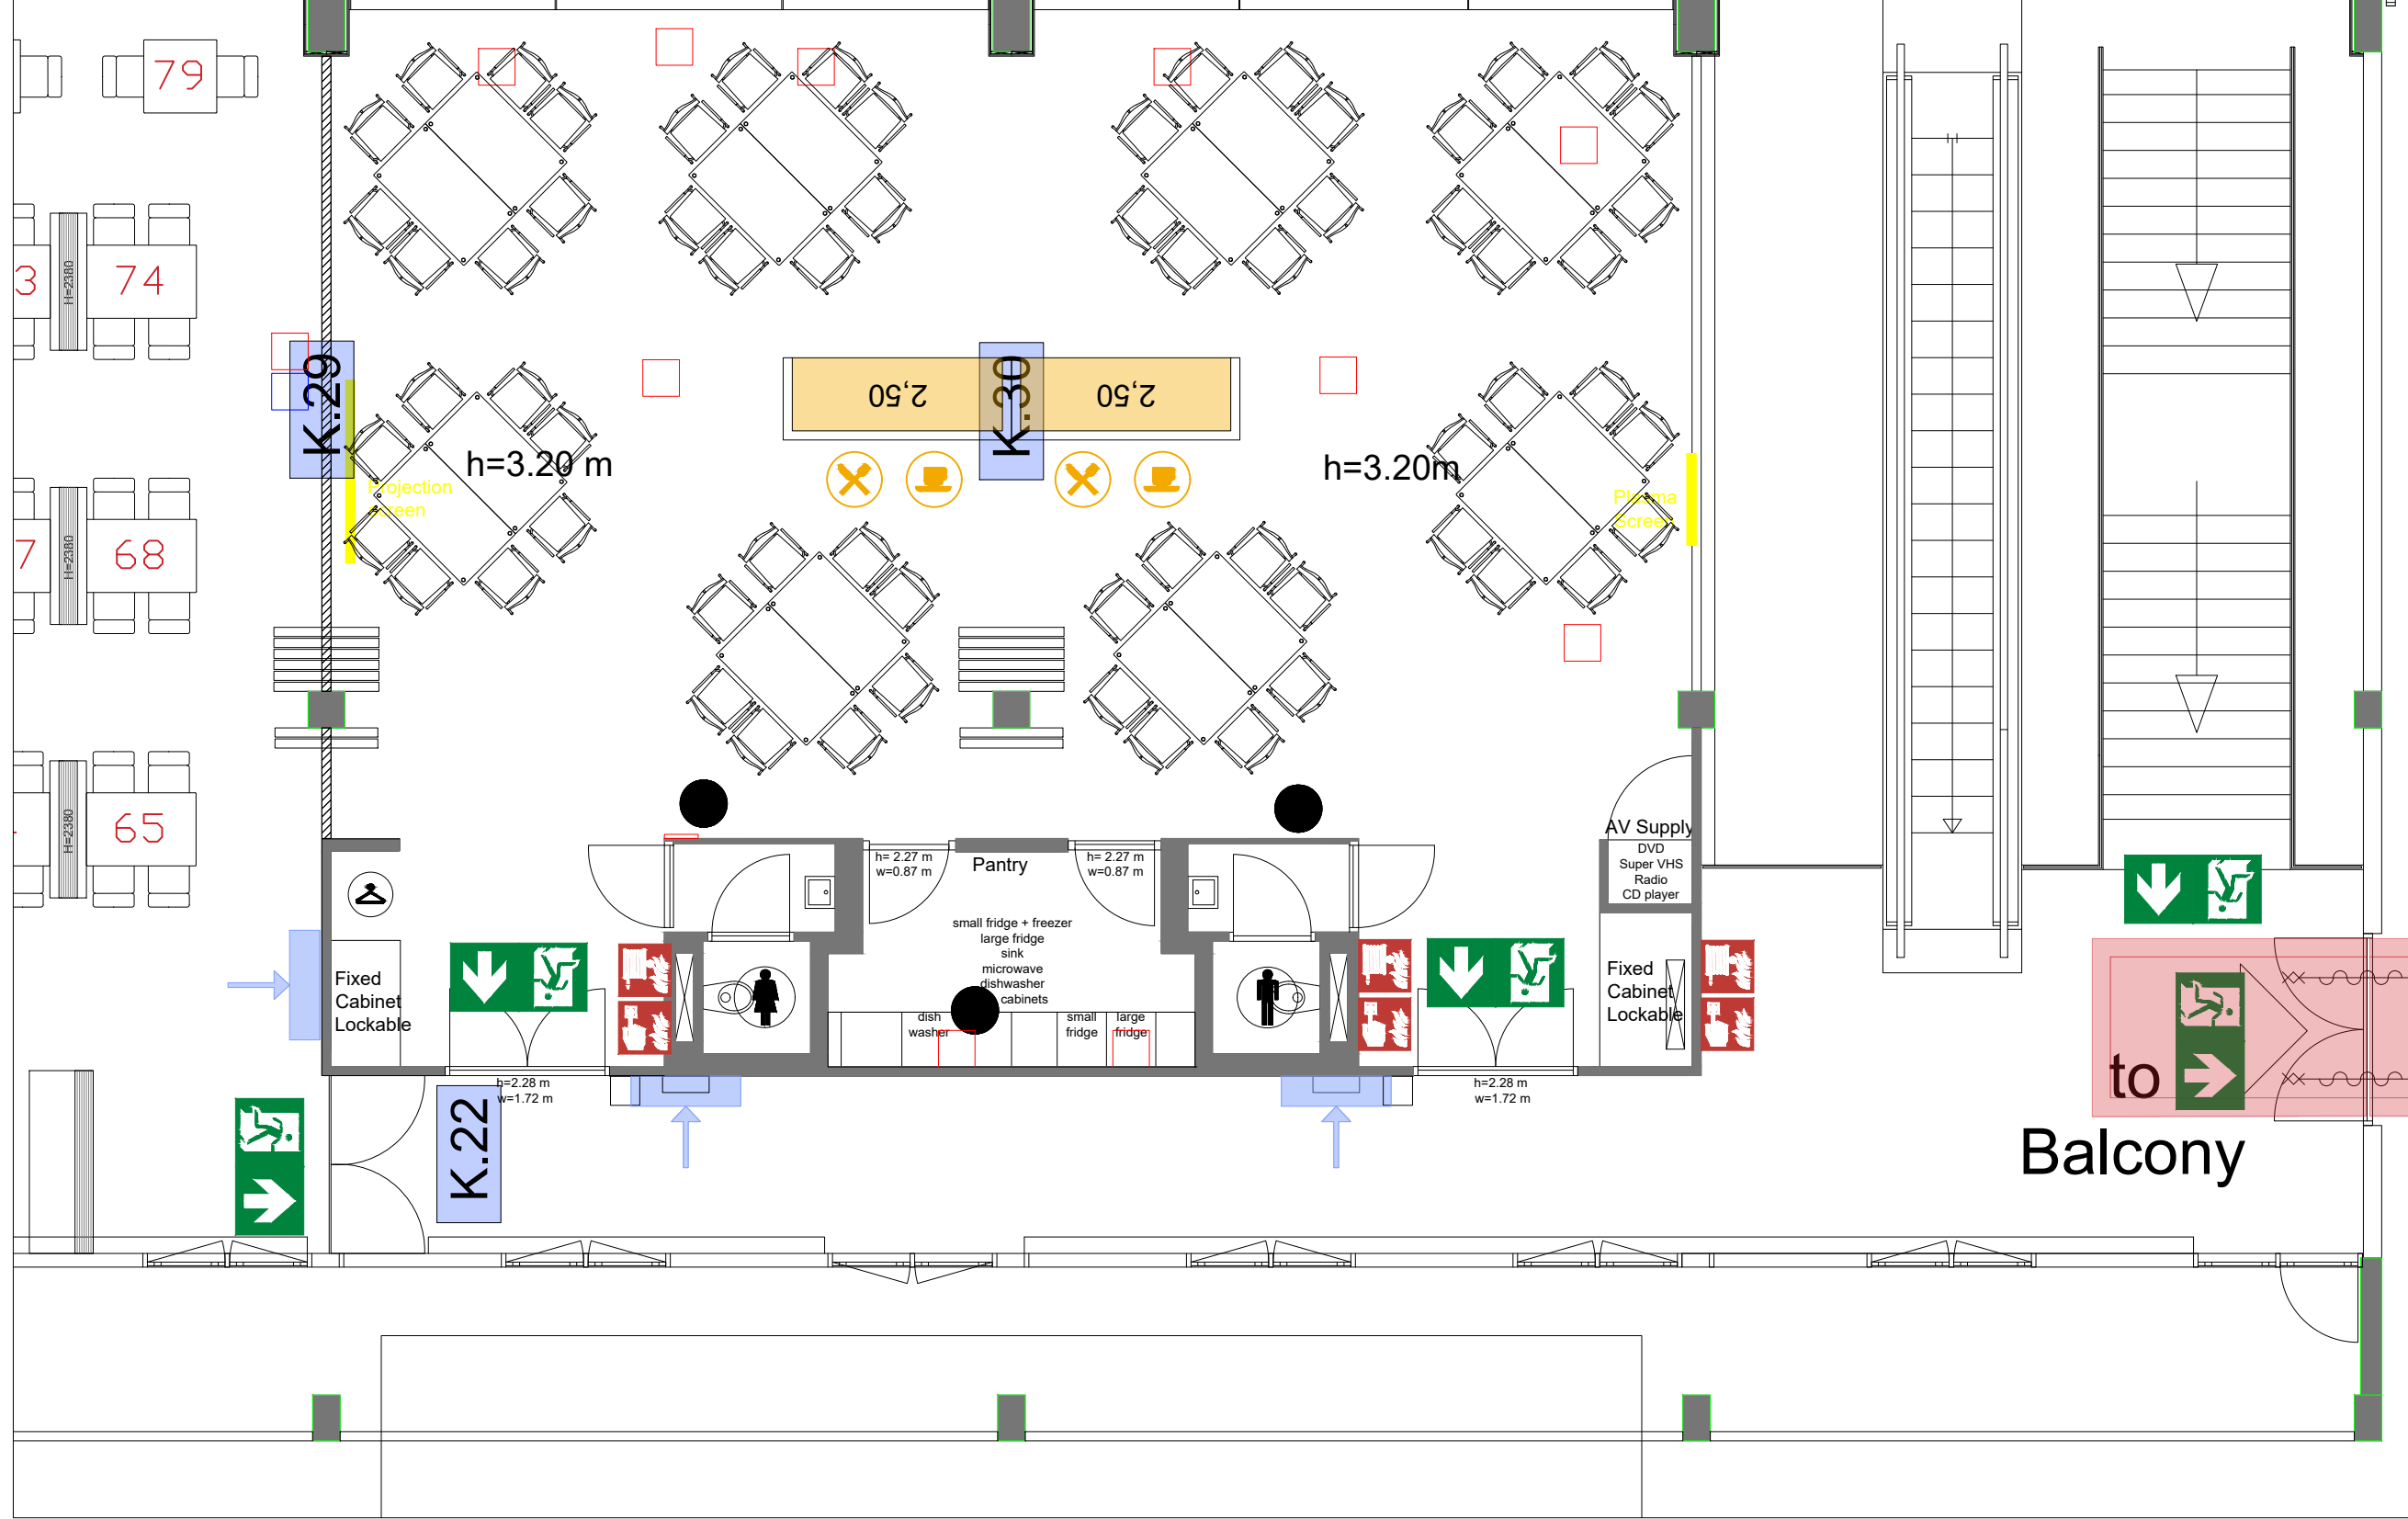 79
3
H=2380
74
K.29
2,50
K.30
2,50
h=3.20 m
h=3.20m
Projection
screen
Plasma
Screen
7
H=2380
68
H=2380
65
AV Supply
DVD
Super VHS
Radio
CD player
h= 2.27 m
w=0.87 m
Pantry
h= 2.27 m
w=0.87 m
small fridge + freezer
large fridge
sink
microwave
dishwasher
cabinets
Fixed
Cabinet
Lockable
Fixed
Cabinet
Lockable
dish
washer
small
fridge
large
fridge
h=2.28 m
w=1.72 m
h=2.28 m
w=1.72 m
K.22
to
Balcony